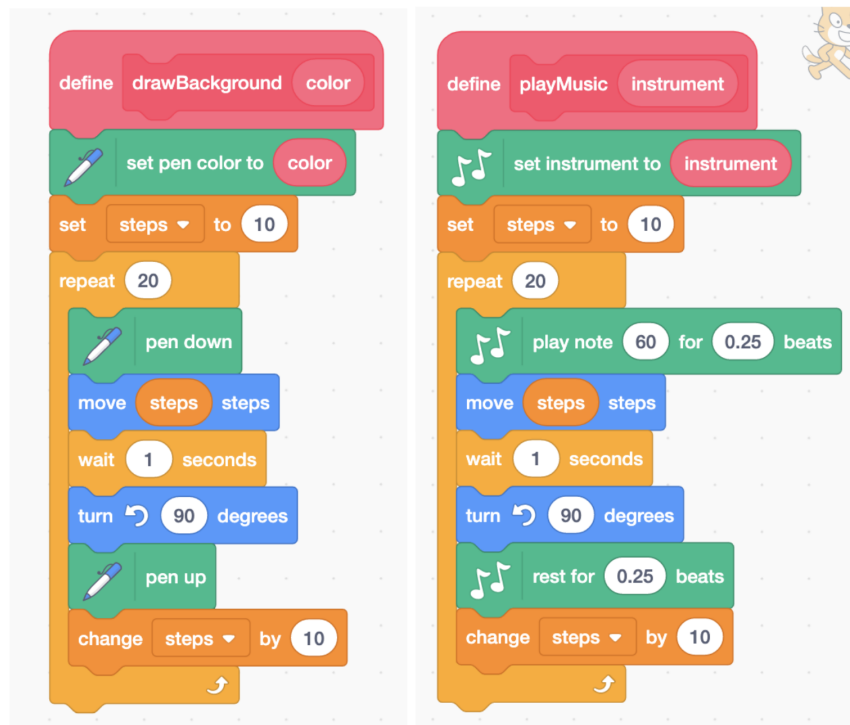 define drawBackground color
set pen color to color
set steps to 10
repeat 20
pen down
move steps steps
wait 1 seconds
turn 90 degrees
pen up
change steps by 10
define playMusic instrument
set instrument to instrument
set steps to 10
repeat 20
play note 60 for 0.25 beats
move steps steps
wait 1 seconds
turn 90 degrees
rest for 0.25 beats
change steps by 10